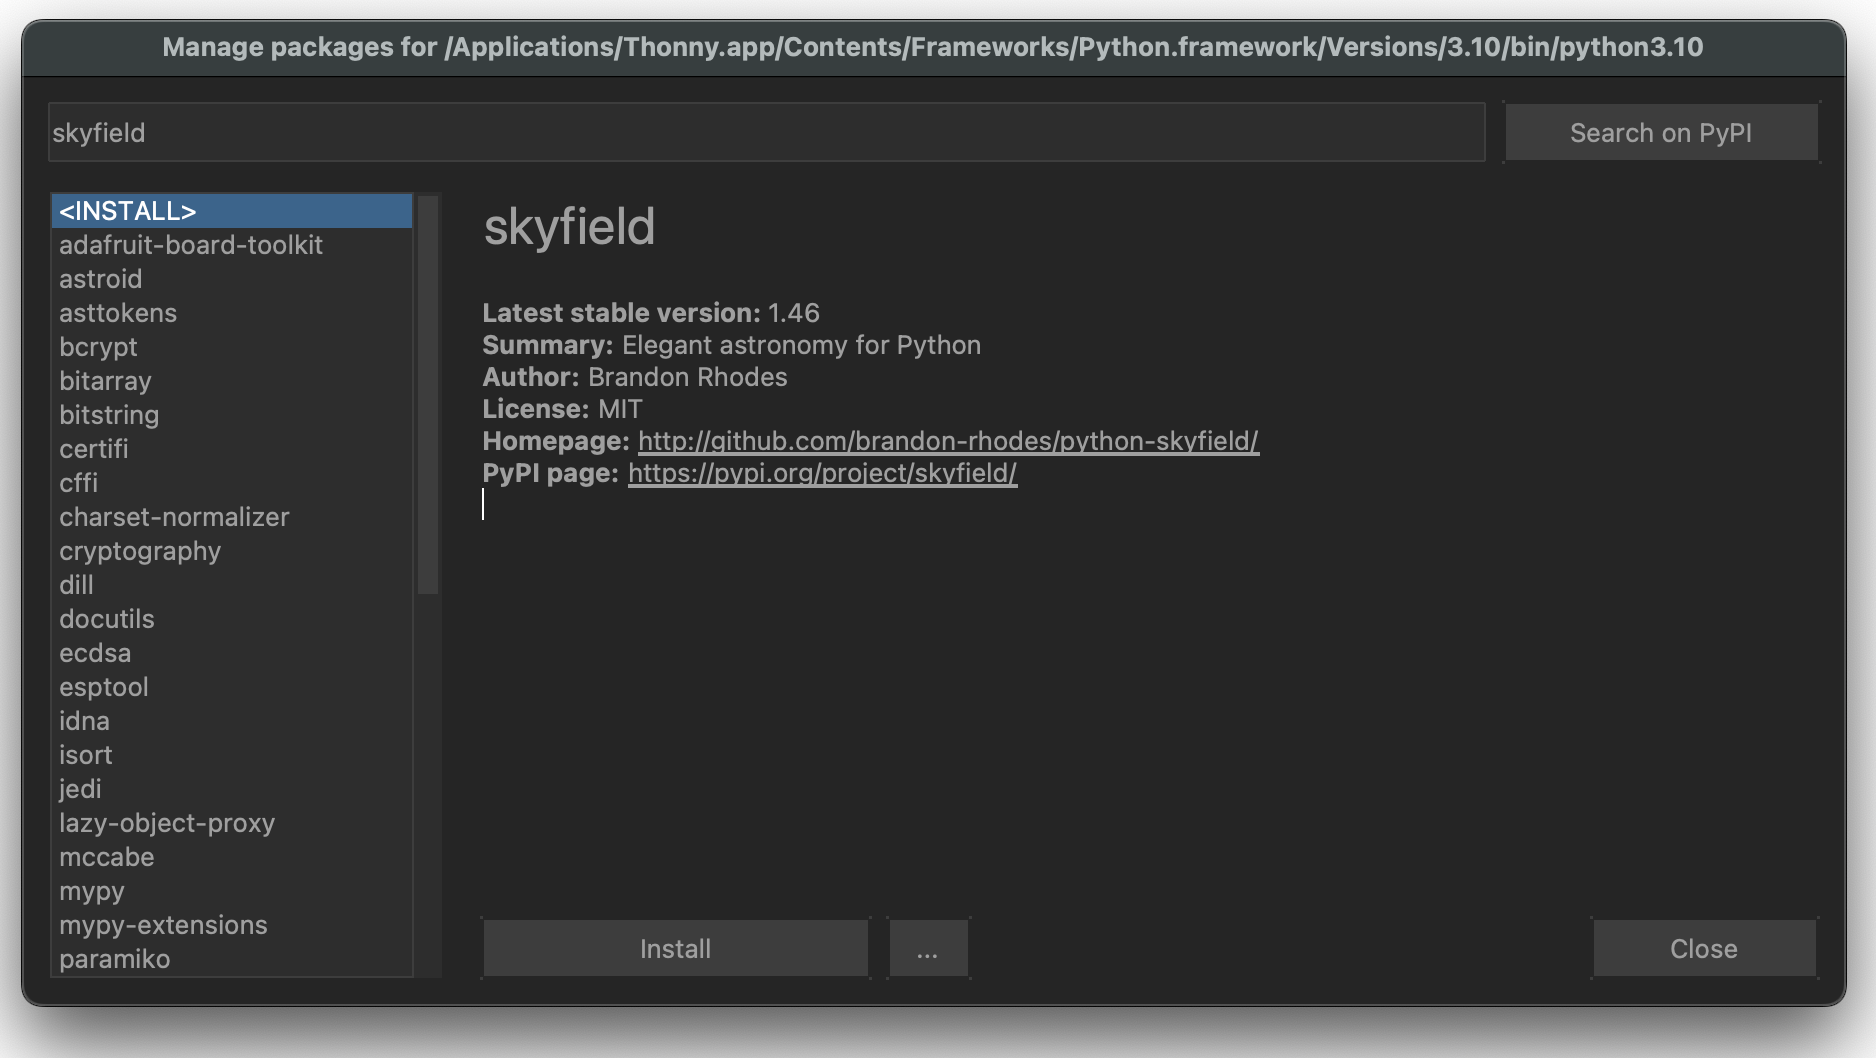 Manage packages for /Applications/Thonny.app/Contents/Frameworks/Python.framework/Versions/3.10/bin/python3.10
skyfield
Search on PyPI
<INSTALL>
adafruit-board-toolkit
astroid
asttokens
bcrypt
bitarray
bitstring
certifi
cffi
charset-normalizer
cryptography
dill
docutils
ecdsa
esptool
idna
isort
jedi
lazy-object-proxy
mccabe
mypy
mypy-extensions
paramiko
skyfield
Latest stable version: 1.46
Summary: Elegant astronomy for Python
Author: Brandon Rhodes
License: MIT
Homepage: http://github.com/brandon-rhodes/python-skyfield/
PyPI page: https://pypi.org/project/skyfield/
Install
...
Close